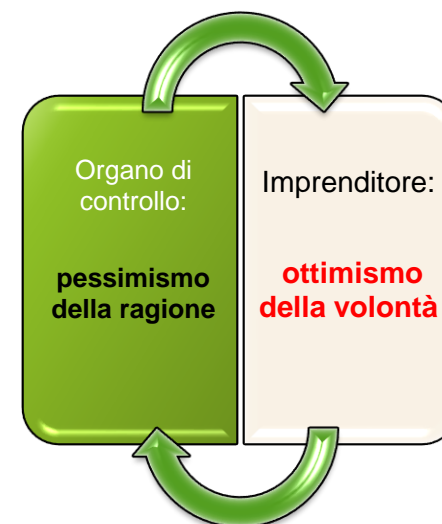 Organo di
controllo:
pessimismo
della ragione
Imprenditore:
ottimismo
della volontà